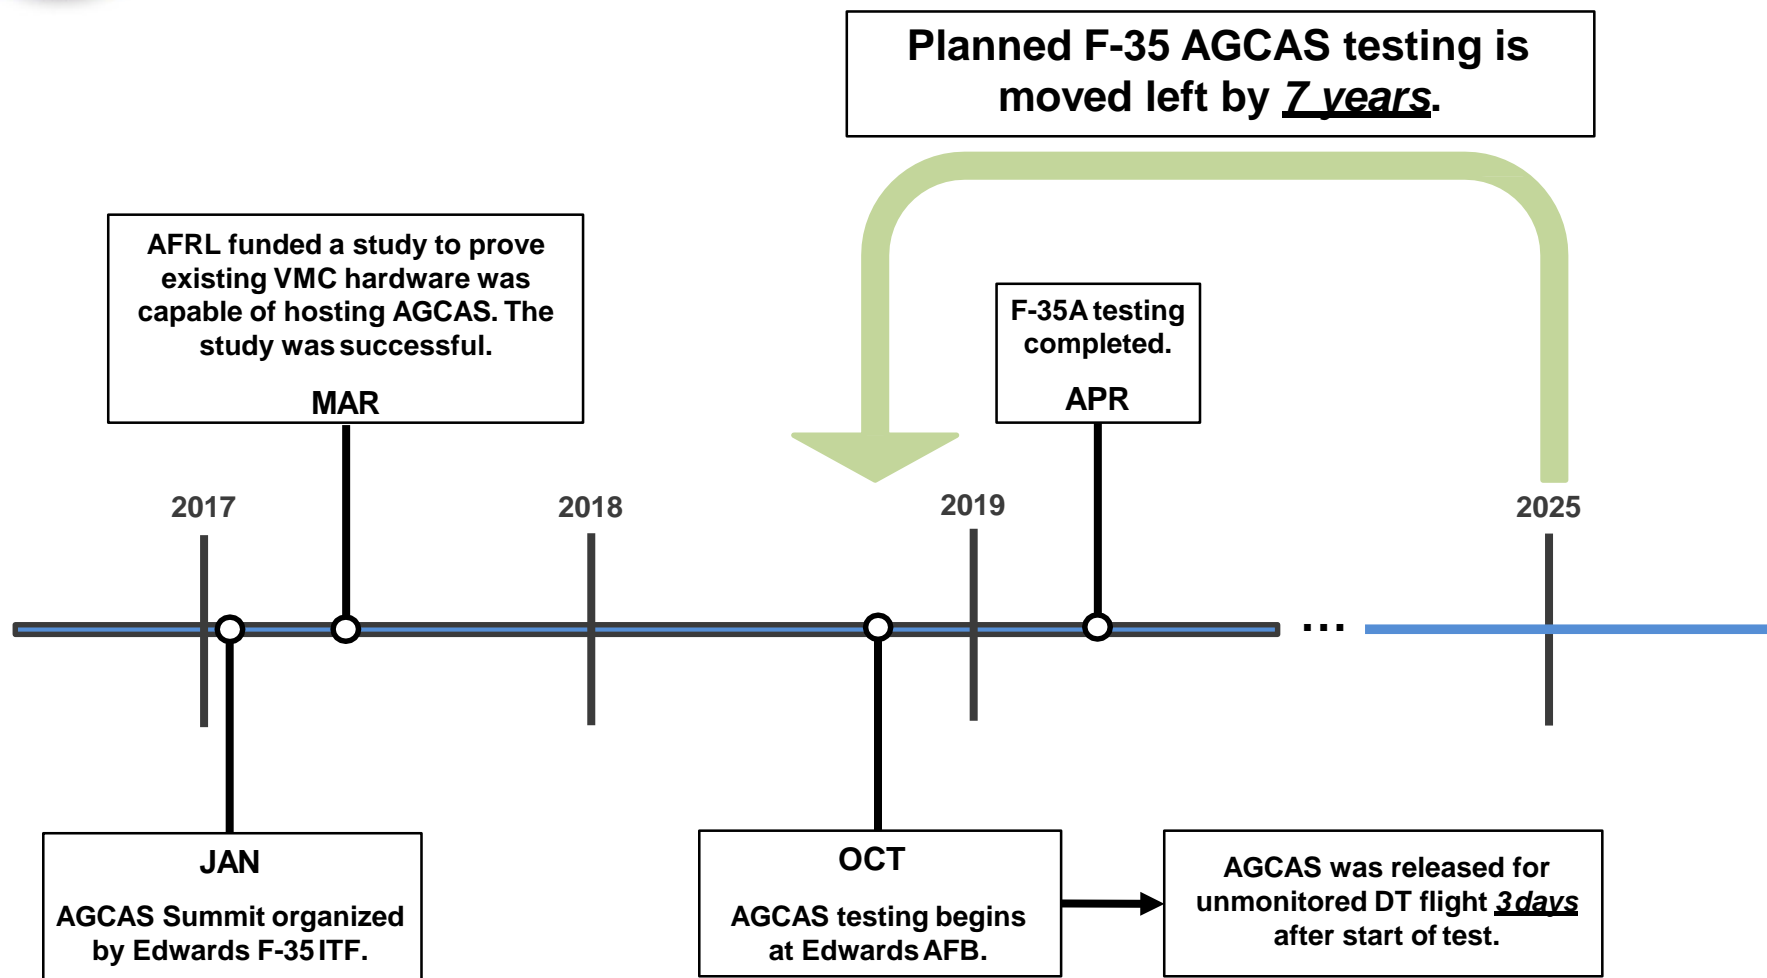 Planned F-35 AGCAS testing is
moved left by 7 years.
AFRL funded a study to prove
existing VMC hardware was
capable of hosting AGCAS. The
study was successful.
MAR
F-35A testing
completed.
APR
2017
2018
2019
2025
...
JAN
AGCAS Summit organized
by Edwards F-35 ITF.
OCT
AGCAS testing begins
at Edwards AFB.
AGCAS was released for
unmonitored DT flight 3 days
after start of test.